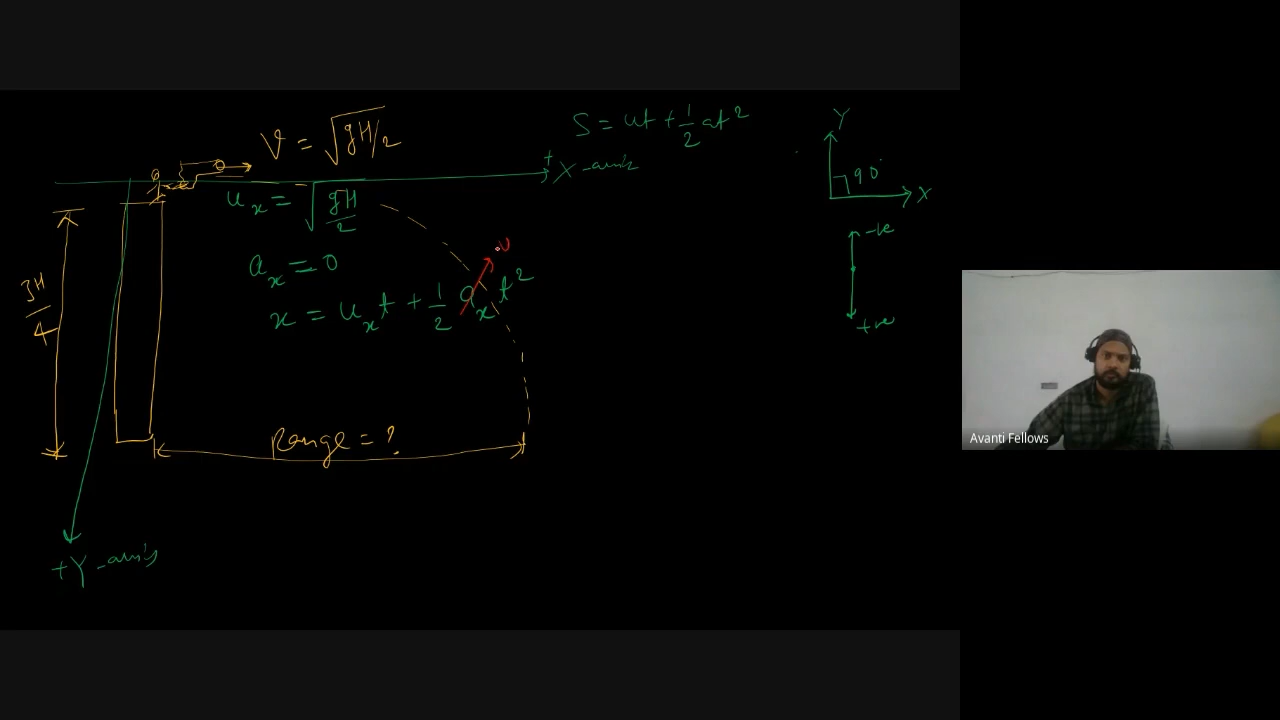 V = √gH/2
S = ut + 1/2 at²
+ X-axis
Y
90°
X
u_x = √gH/2
-ve
+ve
a_x = 0
x = u_x t + 1/2 a_x t²
0
3H/4
Range = ?
+Y-axis
Avanti Fellows